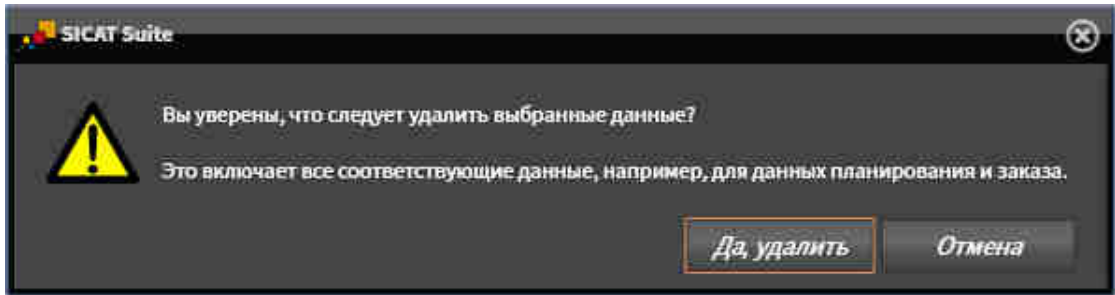 SICAT Suite
Вы уверены, что следует удалить выбранные данные?
Это включает все соответствующие данные, например, для данных планирования и заказа.
Да, удалить Отмена